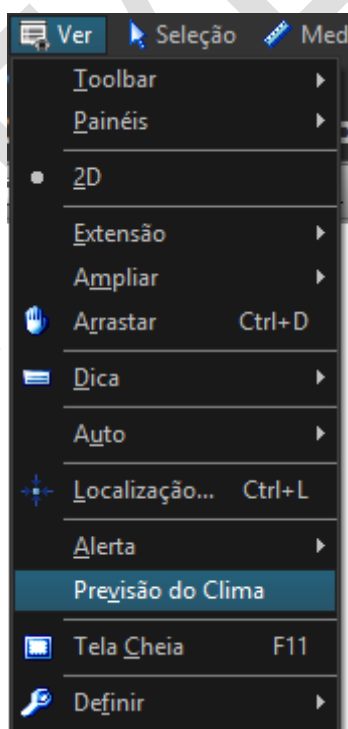 Ver Seleção Med
Toolbar
Painéis
2D
Extensão
Ampliar
Arrastar Ctrl+D
Dica
Auto
Localização... Ctrl+L
Alerta
Previsão do Clima
Tela Cheia F11
Definir